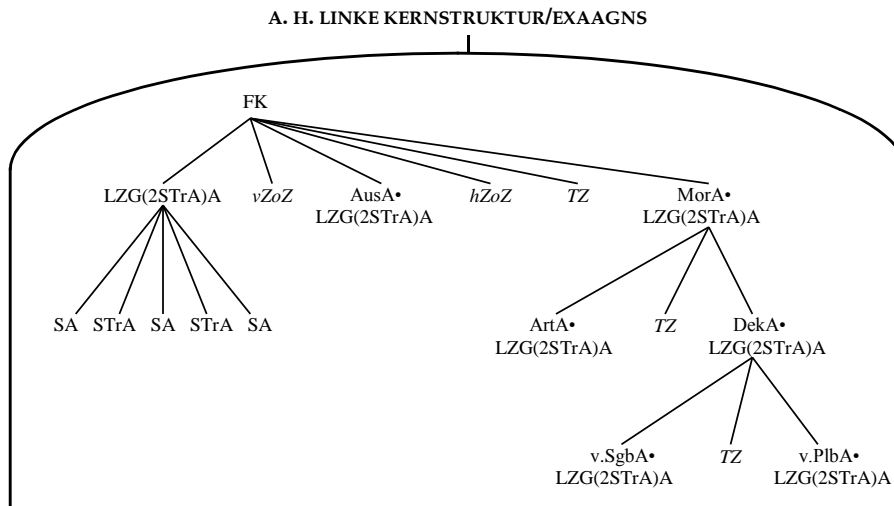 A. H. LINKE KERNSTRUKTUR/EXAAGNS
FK
LZG(2STrA)A vZoZ AusA• hZoZ TZ MorA•
LZG(2STrA)A LZG(2STrA)A
SA STrA SA STrA SA ArtA• TZ DekA•
LZG(2STrA)A LZG(2STrA)A
v.SgbA• TZ v.PlbA•
LZG(2STrA)A LZG(2STrA)A